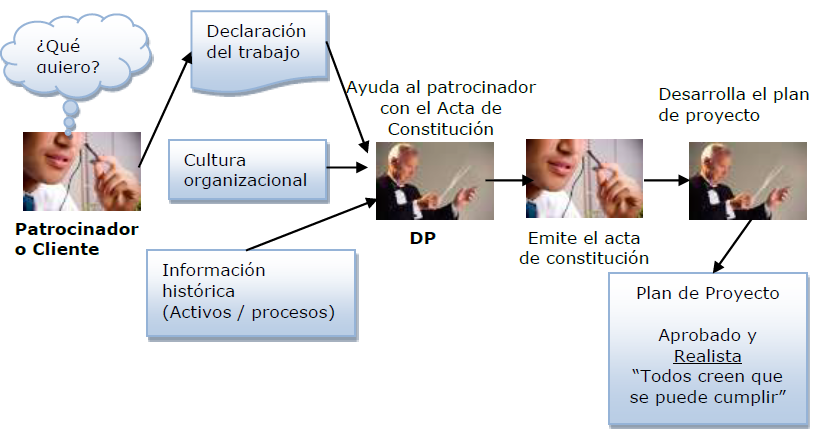 ¿Qué
quiero?
Declaración
del trabajo
Patrocinador
o Cliente
Cultura
organizacional
Información
histórica
(Activos / procesos)
Ayuda al patrocinador
con el Acta de
Constitución
DP
Emite el acta
de constitución
Desarrolla el plan
de proyecto
Plan de Proyecto
Aprobado y
Realista
“Todos creen que
se puede cumplir”